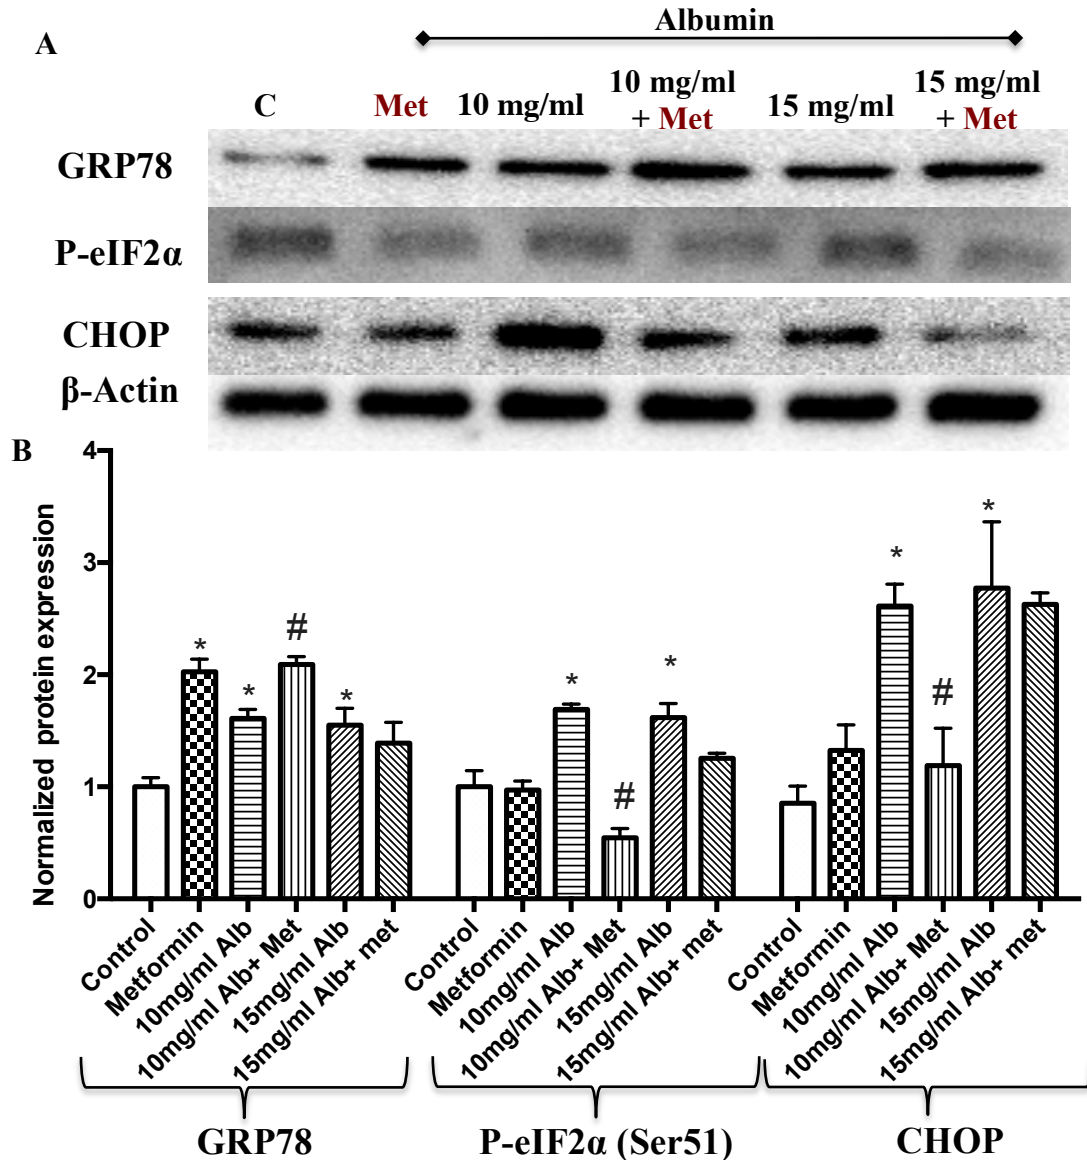 A
Albumin
C
Met
10 mg/ml
10 mg/ml
+ Met
15 mg/ml
15 mg/ml
+ Met
GRP78
P-eIF2α
CHOP
β-Actin
B
Normalized protein expression
4
3
2
1
0
*
*
#
*
*
#
*
*
#
*
Control
Metformin
10mg/ml Alb
10mg/ml Alb+ Met
15mg/ml Alb
15mg/ml Alb+ met
Control
Metformin
10mg/ml Alb
10mg/ml Alb+ Met
15mg/ml Alb
15mg/ml Alb+ met
Control
Metformin
10mg/ml Alb
10mg/ml Alb+ Met
15mg/ml Alb
15mg/ml Alb+ met
GRP78
P-eIF2α (Ser51)
CHOP